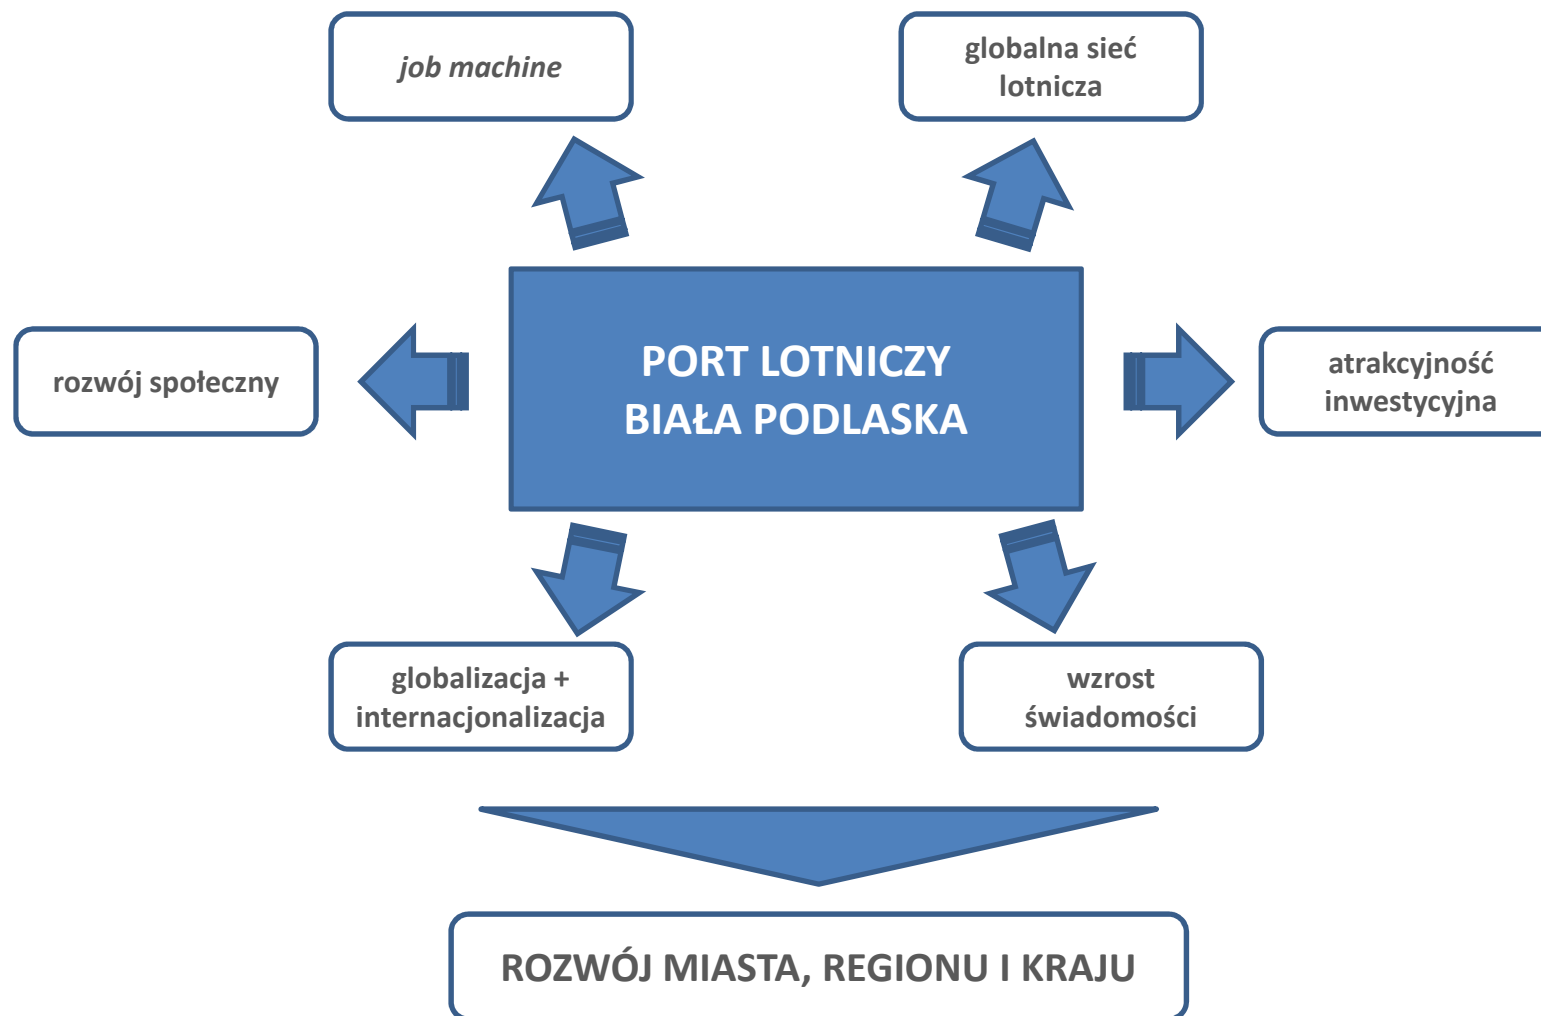 job machine
globalna sieć
lotnicza
rozwój społeczny
PORT LOTNICZY
BIAŁA PODLASKA
atrakcyjność
inwestycyjna
globalizacja +
internacjonalizacja
wzrost
świadomości
ROZWÓJ MIASTA, REGIONU I KRAJU